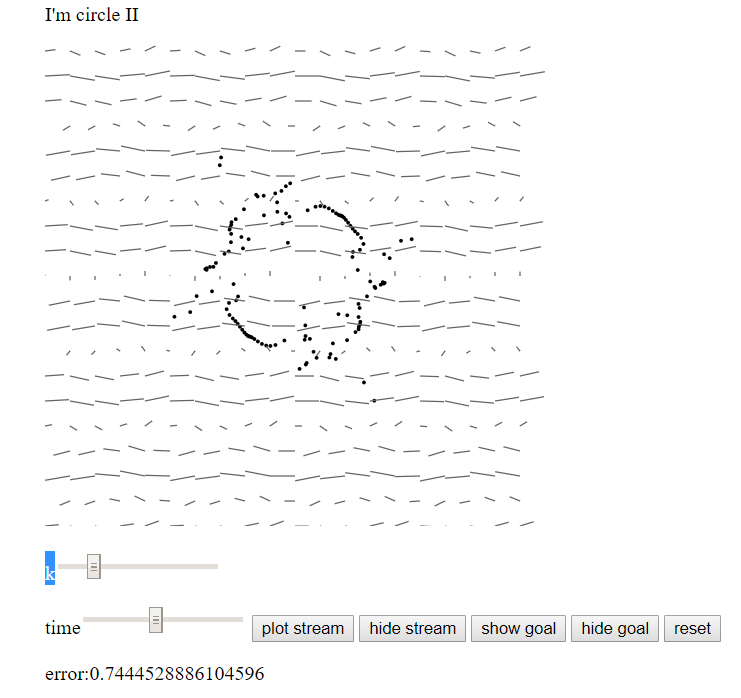 I'm circle II
k
time plot stream hide stream show goal hide goal reset
error:0.7444528886104596